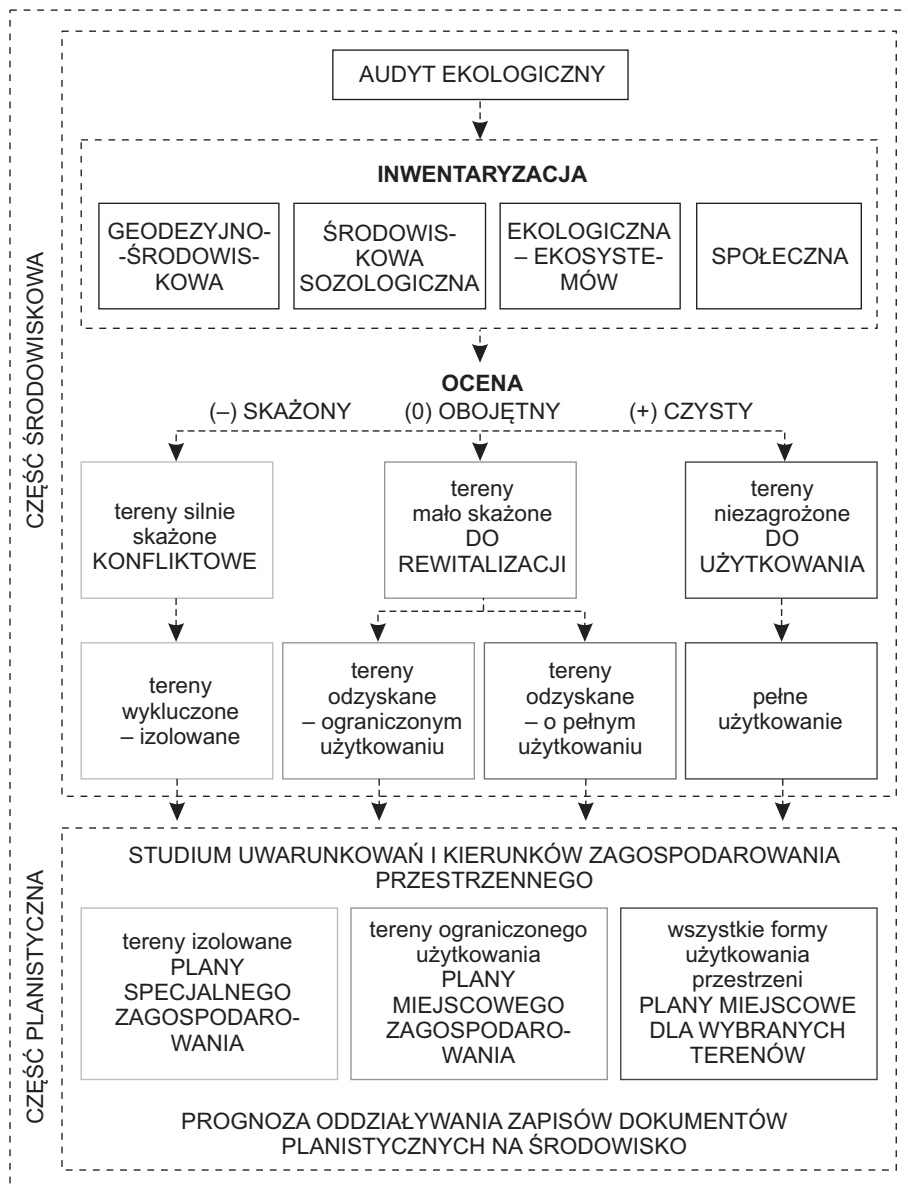 CZĘŚĆ ŚRODOWISKOWA
AUDYT EKOLOGICZNY
INWENTARYZACJA
GEODEZYJNO-
-ŚRODOWIS-
KOWA
ŚRODOWIS-
KOWA
SOZOLOGICZNA
EKOLOGICZNA
– EKOSYSTE-
MÓW
SPOŁECZNA
OCENA
(–) SKAŻONY
(0) OBOJĘTNY
(+) CZYSTY
tereny silnie
skażone
KONFLIKTOWE
tereny
mało skażone
DO
REWITALIZACJI
tereny
niezagrożone
DO
UŻYTKOWANIA
tereny
wykluczone
– izolowane
tereny
odzyskane
– ograniczonym
użytkowaniu
tereny
odzyskane
– o pełnym
użytkowaniu
pełne
użytkowanie
CZĘŚĆ PLANISTYCZNA
STUDIUM UWARUNKOWAŃ I KIERUNKÓW ZAGOSPODAROWANIA
PRZESTRZENNEGO
tereny izolowane
PLANY
SPECJALNEGO
ZAGOSPODARO-
WANIA
tereny ograniczonego
użytkowania
PLANY
MIEJSCOWEGO
ZAGOSPODARO-
WANIA
wszystkie formy
użytkowania
przestrzeni
PLANY MIEJSCOWE
DLA WYBRANYCH
TERENÓW
PROGNOZA ODDZIAŁYWANIA ZAPISÓW DOKUMENTÓW
PLANISTYCZNYCH NA ŚRODOWISKO